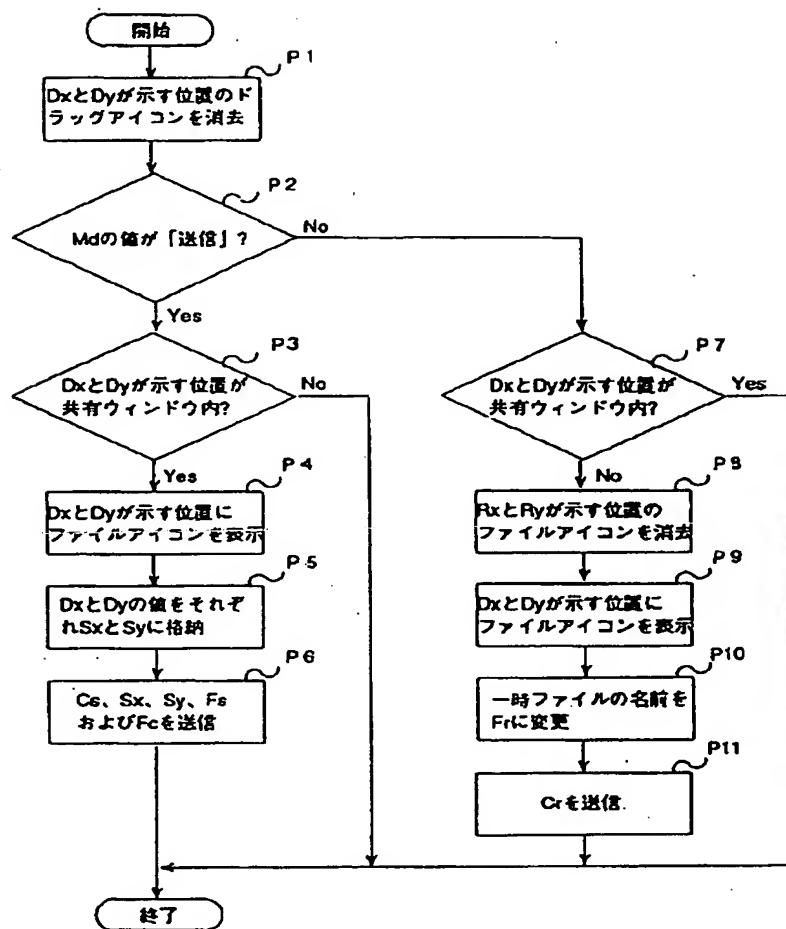 開始
P1
DxとDyが示す位置のド
ラッグアイコンを消去
P2
Mdの値が「送信」?
No
Yes
P3
DxとDyが示す位置が
共有ウィンドウ内?
No
Yes
P4
DxとDyが示す位置に
ファイルアイコンを表示
P5
DxとDyの値をそれぞ
れSxとSyに格納
P6
Cs、Sx、Sy、Fs
およびFcを送信
P7
DxとDyが示す位置が
共有ウィンドウ内?
Yes
No
P8
RxとRyが示す位置の
ファイルアイコンを消去
P9
DxとDyが示す位置に
ファイルアイコンを表示
P10
一時ファイルの名前を
Frに変更
P11
Crを送信
終了